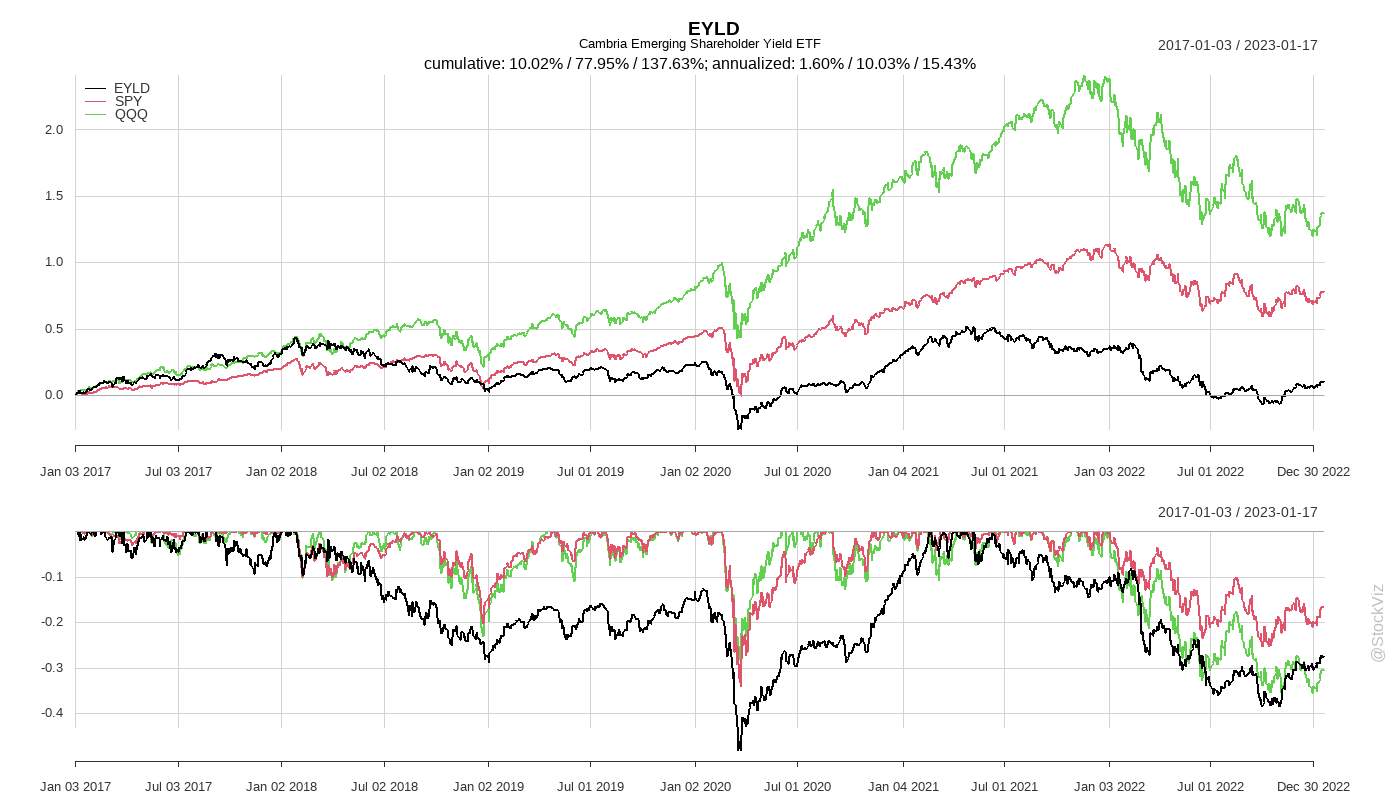 EYLD
Cambria Emerging Shareholder Yield ETF
2017-01-03 / 2023-01-17
cumulative: 10.02% / 77.95% / 137.63%; annualized: 1.60% / 10.03% / 15.43%
EYLD
SPY
QQQ
2.0
1.5
1.0
0.5
0.0
Jan 03 2017 Jul 03 2017 Jan 02 2018 Jul 02 2018 Jan 02 2019 Jul 01 2019 Jan 02 2020 Jul 01 2020 Jan 04 2021 Jul 01 2021 Jan 03 2022 Jul 01 2022 Dec 30 2022
2017-01-03 / 2023-01-17
-0.1
-0.2
-0.3
-0.4
Jan 03 2017 Jul 03 2017 Jan 02 2018 Jul 02 2018 Jan 02 2019 Jul 01 2019 Jan 02 2020 Jul 01 2020 Jan 04 2021 Jul 01 2021 Jan 03 2022 Jul 01 2022 Dec 30 2022
@StockViz